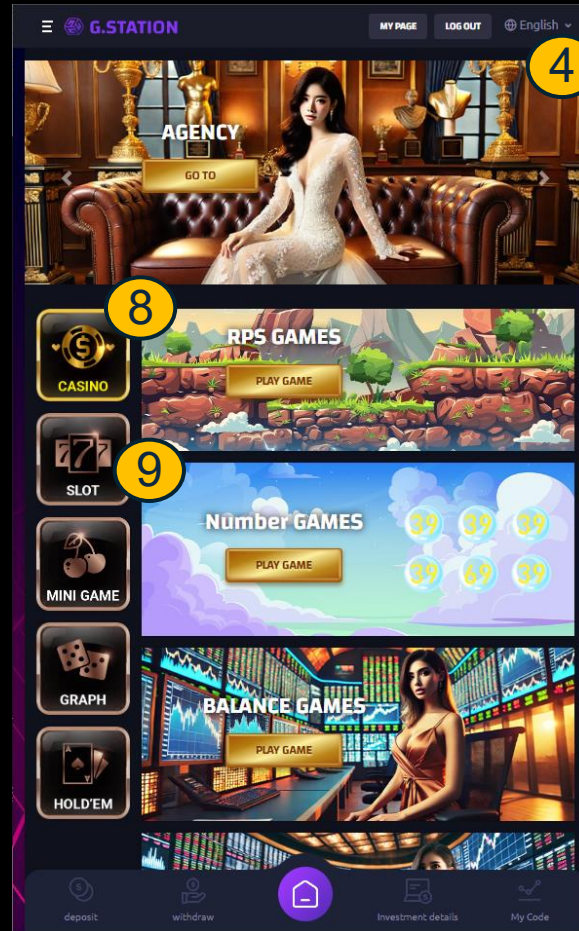 G.STATION
MY PAGE
LOG OUT
English
4
AGENCY
GO TO
8
CASINO
RPS GAMES
PLAY GAME
777
SLOT
9
Number GAMES
39 39 39
PLAY GAME
39 69 39
MINI GAME
GRAPH
BALANCE GAMES
PLAY GAME
A
HOLD'EM
deposit
withdraw
Investment details
My Code